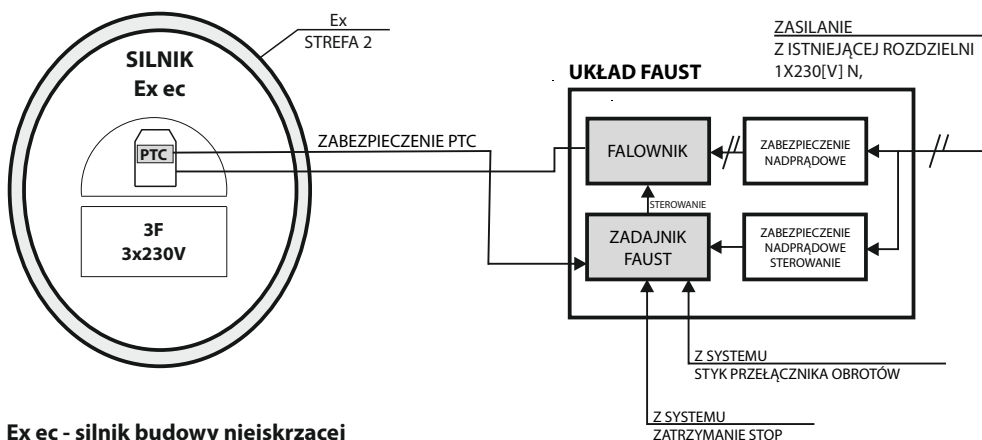 Ex
STREFA 2
SILNIK
Ex ec
PTC
3F
3x230V
ZABEZPIECZENIE PTC
ZASILANIE
Z ISTNIEJĄCEJ ROZDZIELNI
1X230[V] N,
UKŁAD FAUST
FALOWNIK
ZABEZPIECZENIE
NADPRĄDOWE
STEROWANIE
ZADAJNIK
FAUST
ZABEZPIECZENIE
NADPRĄDOWE
STEROWANIE
Z SYSTEMU
STYK PRZEŁĄCZNIKA OBROTÓW
Z SYSTEMU
ZATRZYMANIE STOP
Ex ec - silnik budowy nieiskrzącej